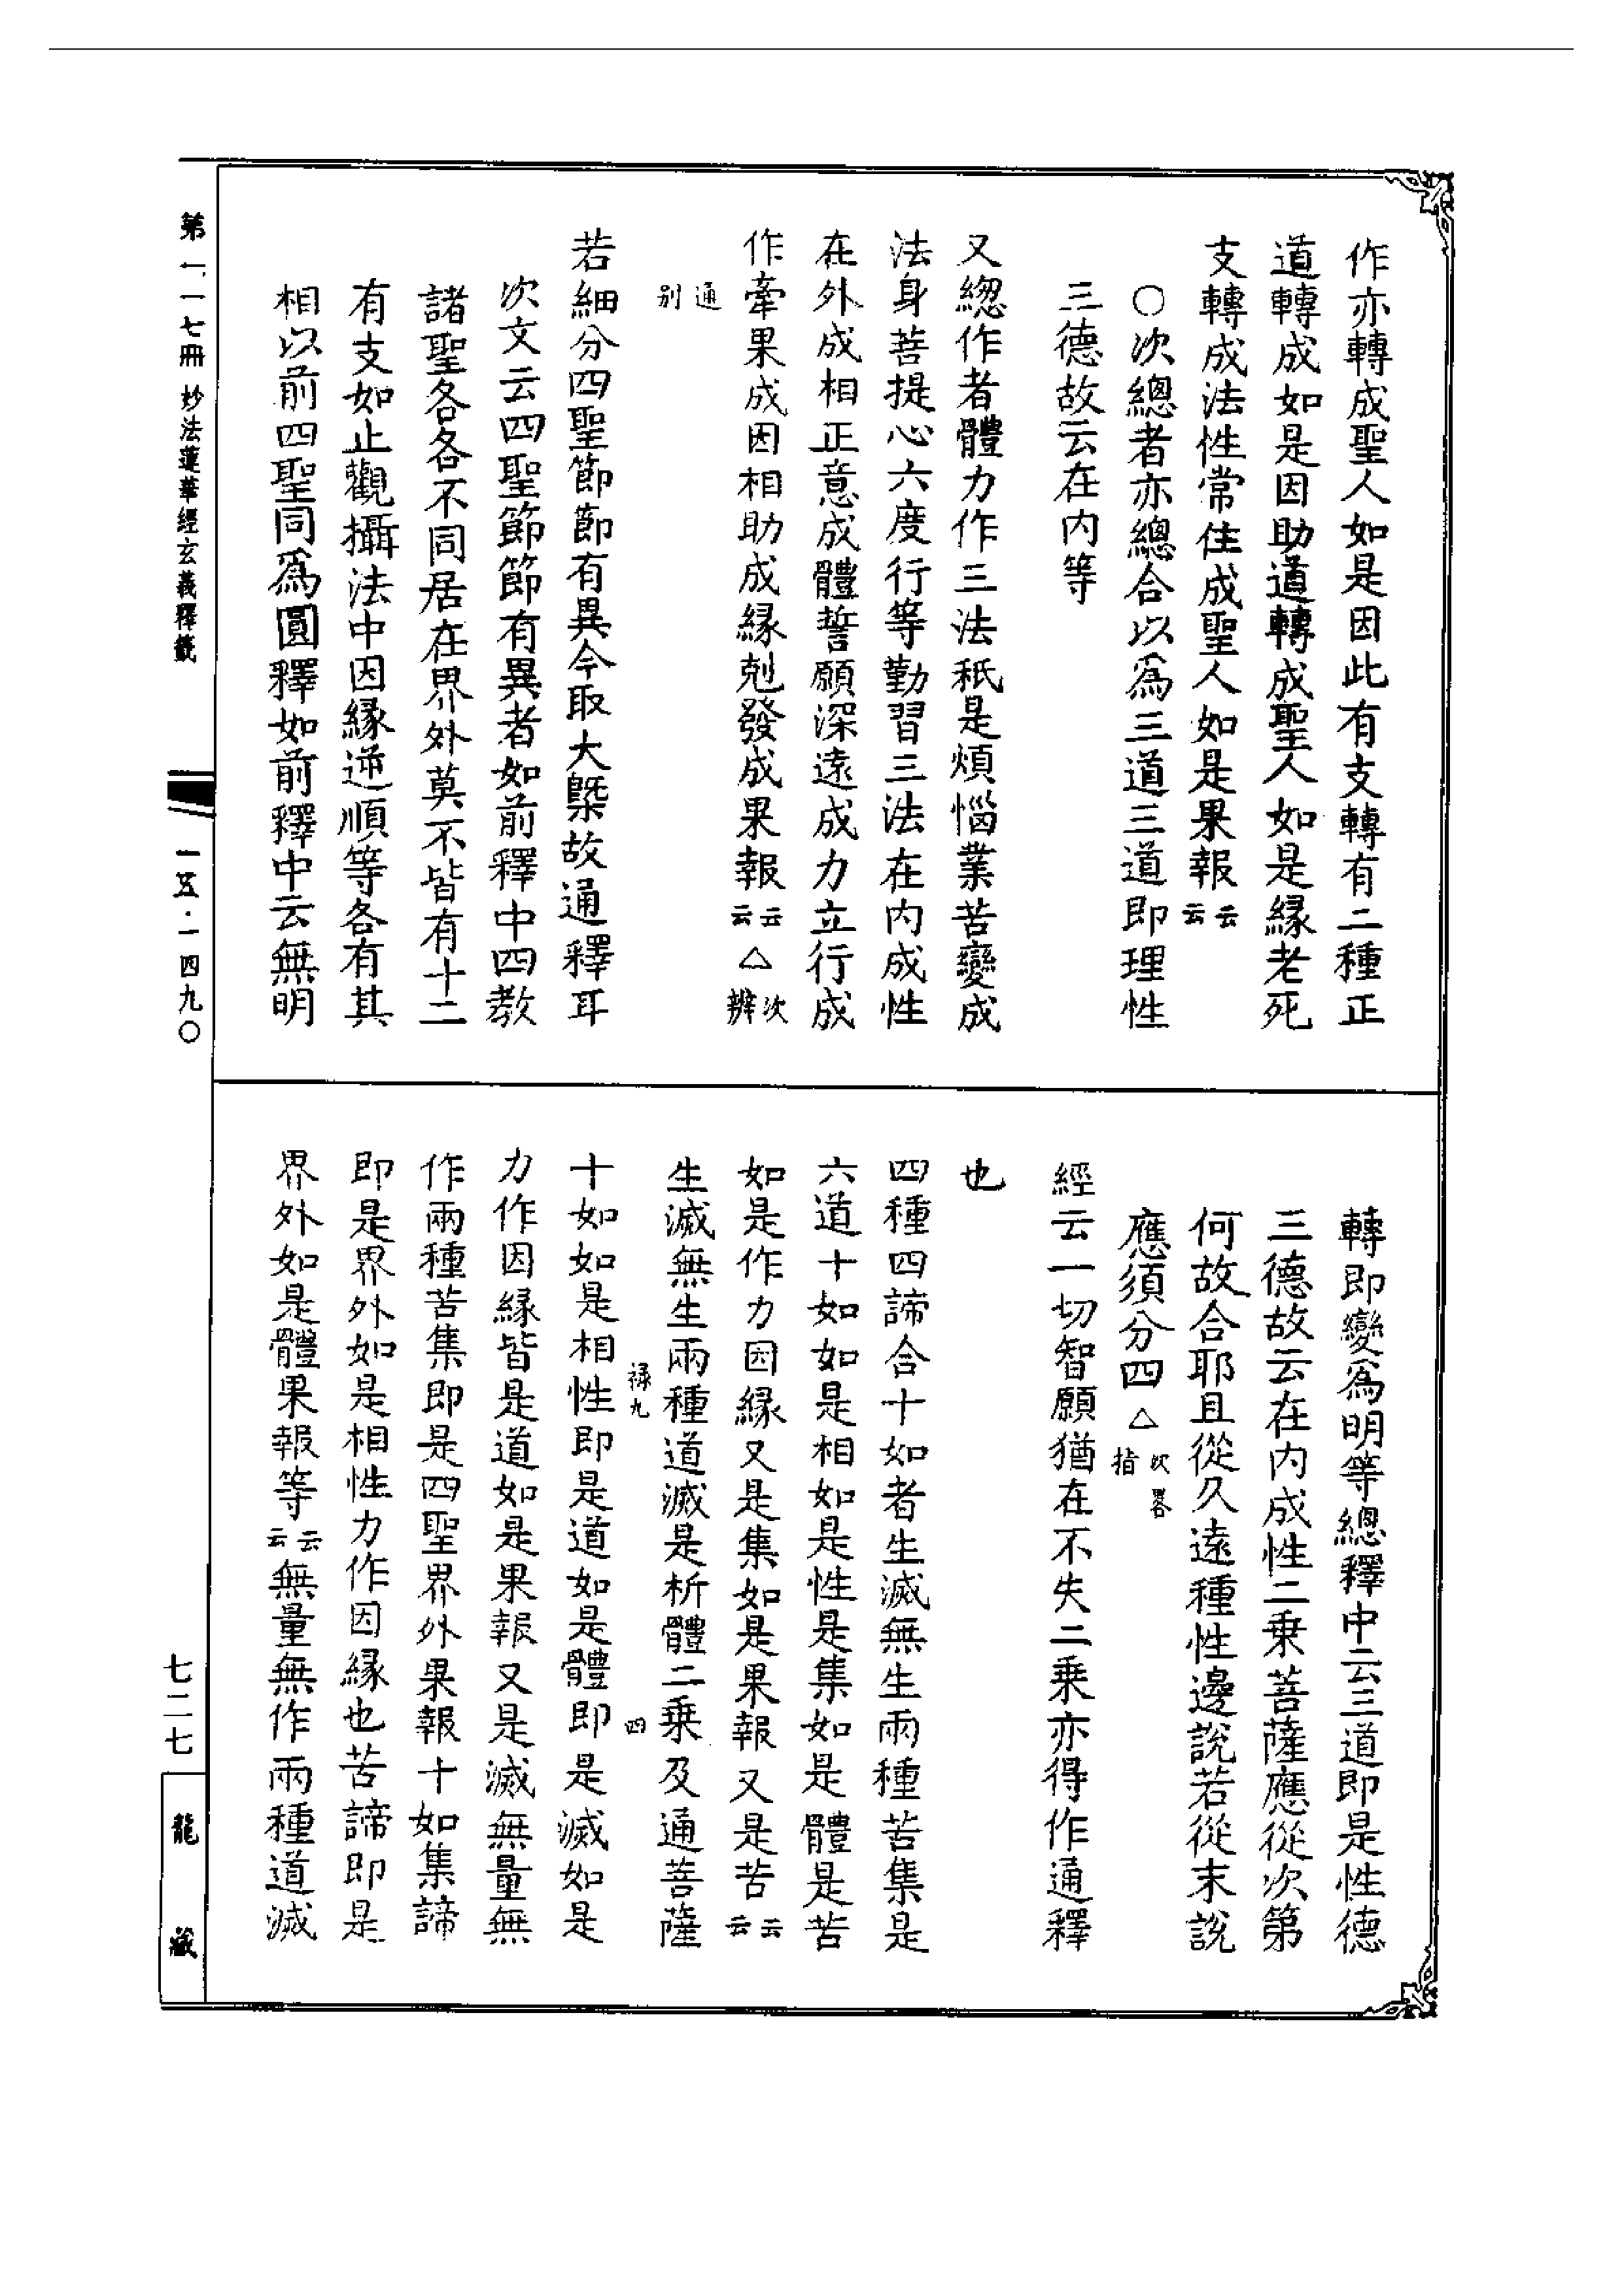 作亦轉成聖人如是因此有支轉有二種正
道轉成如是因助道轉成聖人如是緣老死
支轉成法性常住成聖人如是果報云云
○次總者亦總合以為三道三道即理性
三德故云在内等
又緫作者體力作三法秖是煩惱業苦變成
法身菩提心六度行等勤習三法在内成性
在外成相正意成體誓願深遠成力立行成
作牽果成因相助成緣剋發成果報云云△次辨
通别
若細分四聖節節有異今取大槩故通釋耳
次文云四聖節節有異者如前釋中四教
諸聖各各不同居在界外莫不皆有十二
有支如止觀攝法中因緣逆順等各有其
相以前四聖同為圓釋如前釋中云無明
轉即變為明等總釋中云三道即是性德
三德故云在内成性二乗菩薩應從次第
何故合耶且從久遠種性邊說若從末說
應須分四△次畧指
經云一切智願猶在不失二乗亦得作通釋
也
四種四諦合十如者生滅無生兩種苦集是
六道十如如是相如是性是集如是體是苦
如是作力因緣又是集如是果報又是苦云云
生滅無生兩種道滅是析體二乗及通菩薩
祿九
四
十如如是相性即是道如是體即是滅如是
力作因緣皆是道如是果報又是滅無量無
作兩種苦集即是四聖界外果報十如集諦
即是界外如是相性力作因緣也苦諦即是
界外如是體果報等云云無量無作兩種道滅
第一一七冊 妙法蓮華經玄義釋籤
一五·一四九〇
七二七
龍藏